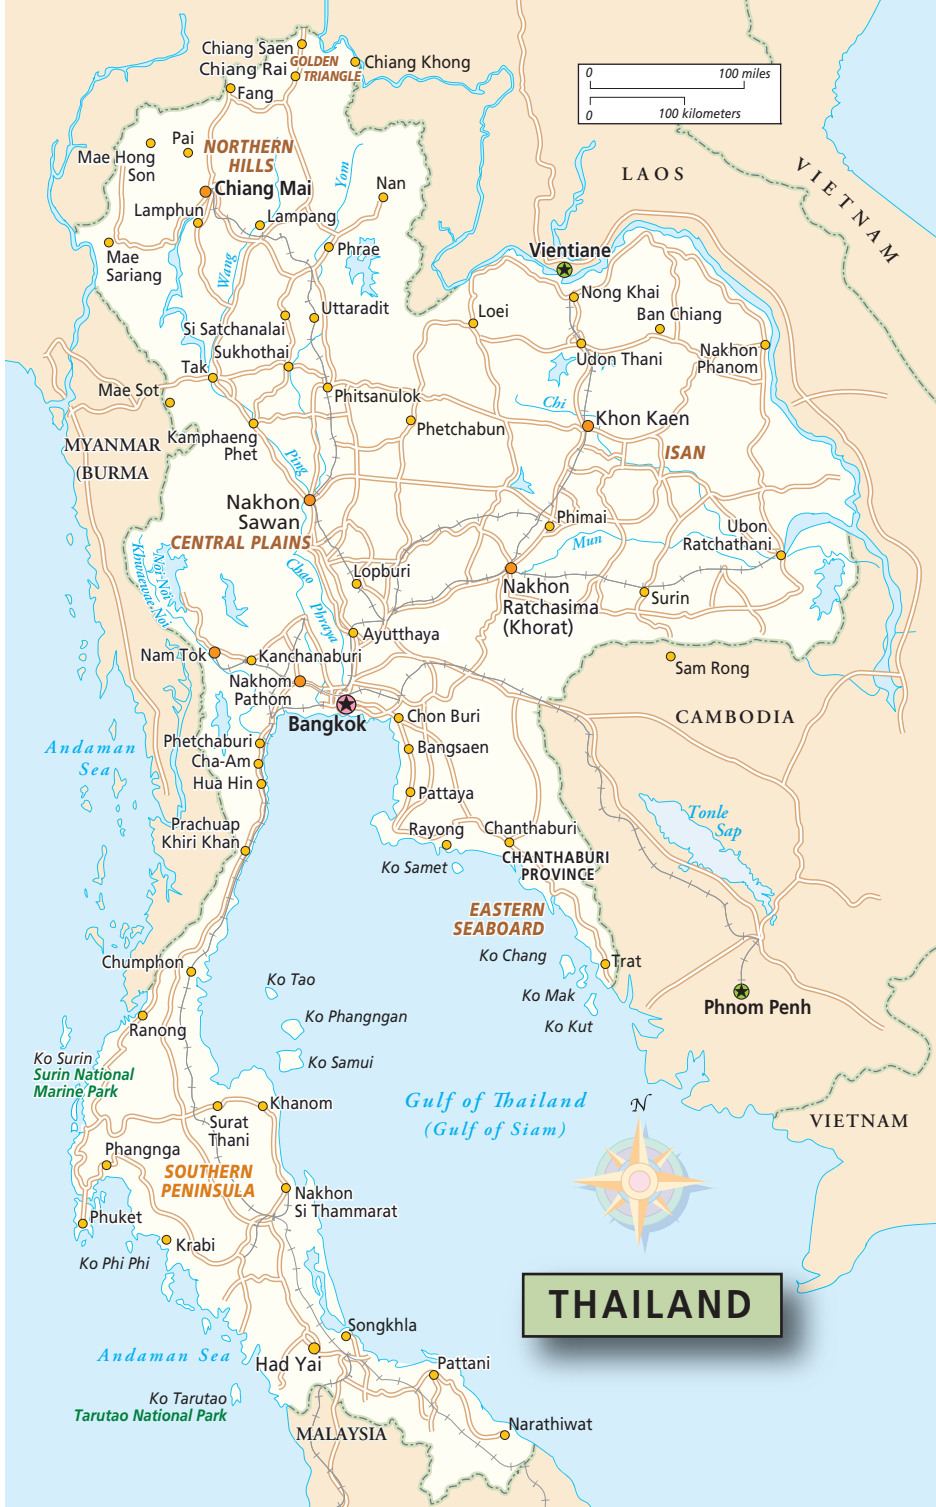 Chiang Saen
GOLDEN
TRIANGLE
Chiang Rai
Chiang Khong
Fang
0
100 miles
0
100 kilometers
Pai
Mae Hong
Son
NORTHERN
HILLS
Chiang Mai
Yom
Nan
LAOS
VIETNAM
Lamphun
Lampang
Mae
Sariang
Wang
Phrae
Vientiane
Nong Khai
Ban Chiang
Loei
Uttaradit
Si Satchanalai
Sukhothai
Udon Thani
Nakhon
Phanom
Tak
Mae Sot
Phitsanulok
Chi
Khon Kaen
Phetchabun
Kamphaeng
Phet
MYANMAR
(BURMA
ISAN
Ping
Nakhon
Sawan
CENTRAL PLAINS
Phimai
Mun
Ubon
Ratchathani
Noi-Noi
Khwaewae Noi
Chao
Phraya
Lopburi
Nakhon
Ratchasima
(Khorat)
Surin
Ayutthaya
Nam Tok
Kanchanaburi
Nakhom
Pathom
Sam Rong
Bangkok
Chon Buri
CAMBODIA
Andaman
Sea
Phetchaburi
Cha-Am
Hua Hin
Bangsaen
Pattaya
Prachuap
Khiri Khan
Rayong
Chanthaburi
Tonle
Sap
Ko Samet
CHANTHABURI
PROVINCE
EASTERN
SEABOARD
Ko Chang
Trat
Chumphon
Ko Tao
Ko Mak
Phnom Penh
Ranong
Ko Phangngan
Ko Kut
Ko Surin
Surin National
Marine Park
Ko Samui
Gulf of Thailand
(Gulf of Siam)
N
VIETNAM
Khanom
Surat
Thani
Phangnga
SOUTHERN
PENINSULA
Nakhon
Si Thammarat
Phuket
Krabi
Ko Phi Phi
THAILAND
Songkhla
Andaman Sea
Had Yai
Pattani
Ko Tarutao
Tarutao National Park
Narathiwat
MALAYSIA